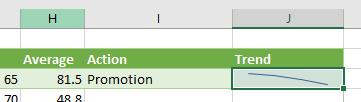 H I J
Average Action Trend
65 81.5 Promotion
70 48.8